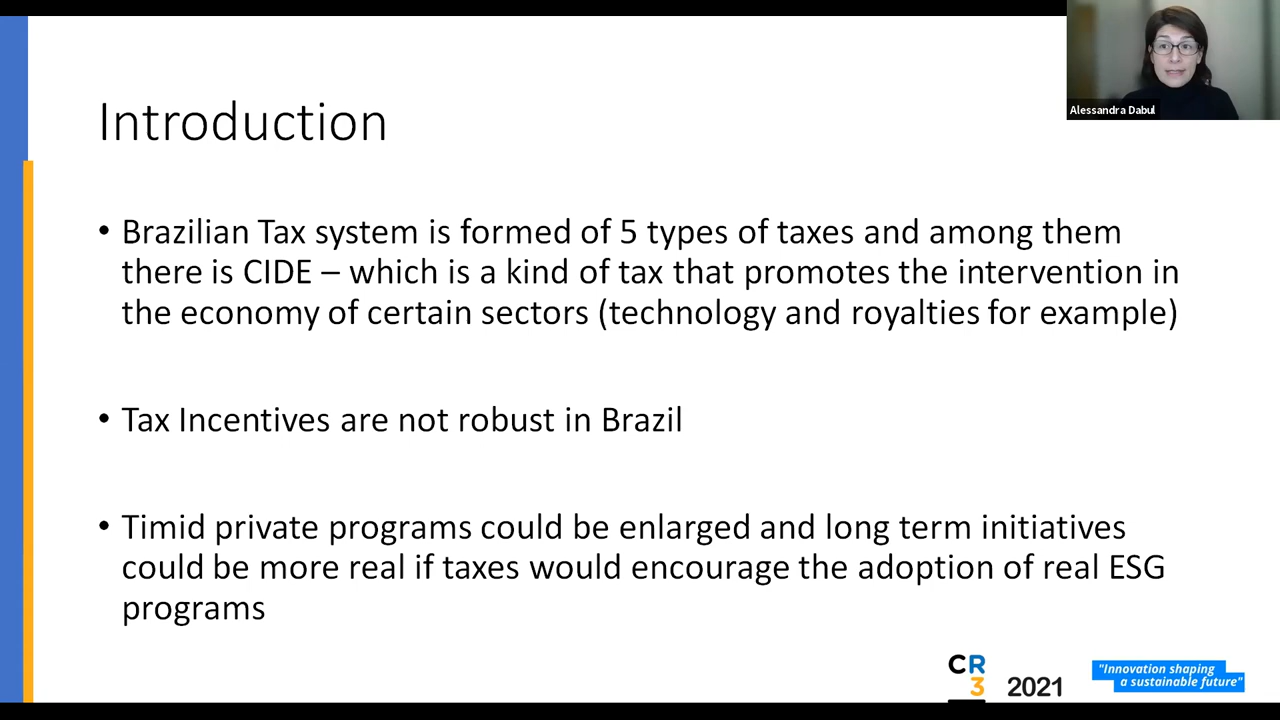 Alessandra Dabul
Introduction
• Brazilian Tax system is formed of 5 types of taxes and among them
there is CIDE – which is a kind of tax that promotes the intervention in
the economy of certain sectors (technology and royalties for example)
• Tax Incentives are not robust in Brazil
• Timid private programs could be enlarged and long term initiatives
could be more real if taxes would encourage the adoption of real ESG
programs
CR
3
2021
"Innovation shaping
a sustainable future"